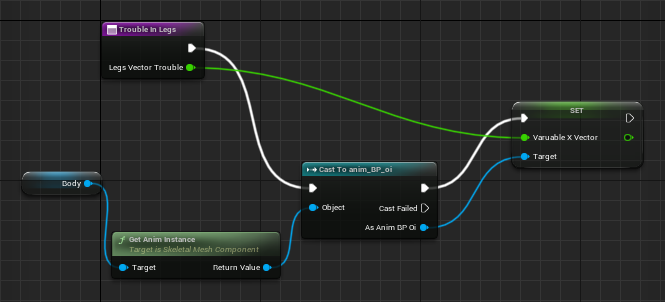 Trouble In Legs
Legs Vector Trouble
SET
Varuable X Vector
Target
Cast To anim_BP_oi
Body
Object
Cast Failed
As Anim BP Oi
f Get Anim Instance
Target is Skeletal Mesh Component
Target
Return Value